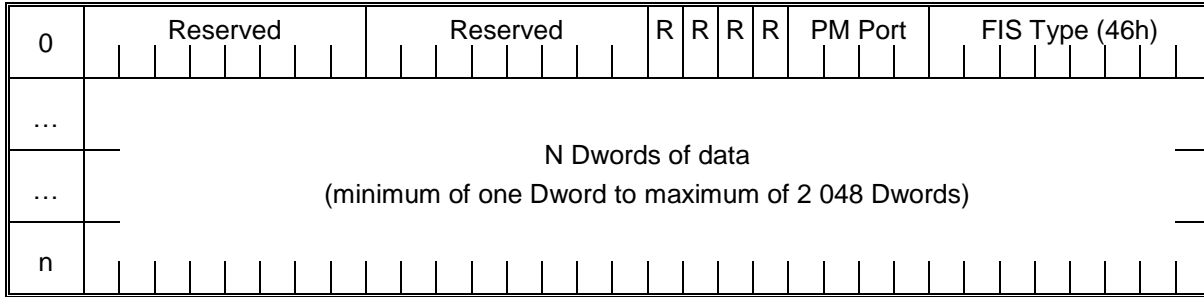 0 Reserved Reserved R R R R PM Port FIS Type (46h)
…
N Dwords of data
… (minimum of one Dword to maximum of 2 048 Dwords)
n